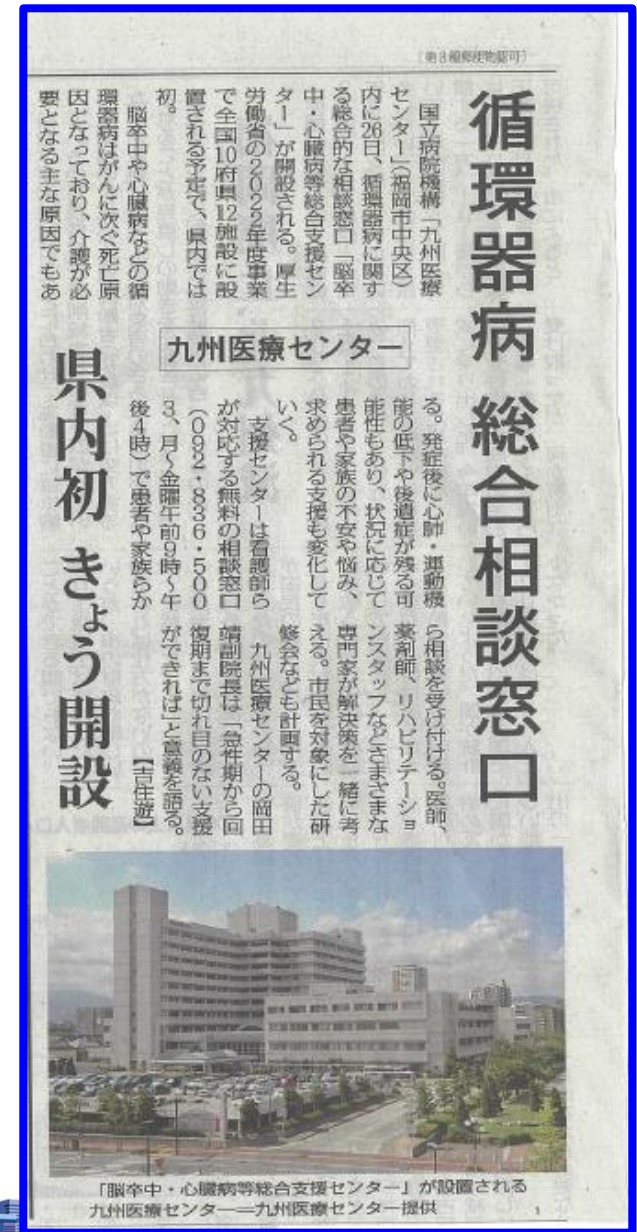 〔第3種郵便物認可〕
循環器病 総合相談窓口
九州医療センター
県内初 きょう開設
国立病院機構「九州医療
センター」(福岡市中央区)
内に26日、循環器病に関す
る総合的な相談窓口「脳卒
中・心臓病等総合支援セン
ター」が開設される。厚生
労働省の2022年度事業
で全国10府県12施設に設
置される予定で、県内では
初。
脳卒中や心臓病などの循
環器病はがんに次ぐ死亡原
因となっており、介護が必
要となる主な原因でもあ
る。発症後に心肺・運動機
能の低下や後遺症が残る可
能性もあり、状況に応じて
患者や家族の不安や悩み、
求められる支援も変化して
いく。
支援センターは看護師ら
が対応する無料の相談窓口
(092・836・500
3、月~金曜午前9時~午
後4時)で患者や家族らか
ら相談を受け付ける。医師、
薬剤師、リハビリテーショ
ンスタッフなどさまざまな
専門家が解決策を一緒に考
える。市民を対象にした研
修会なども計画する。
九州医療センターの岡田
靖副院長は「急性期から回
復期まで切れ目のない支援
ができれば」と意義を語る。
【吉住遊】
「脳卒中・心臓病等総合支援センター」が設置される
九州医療センター=九州医療センター提供